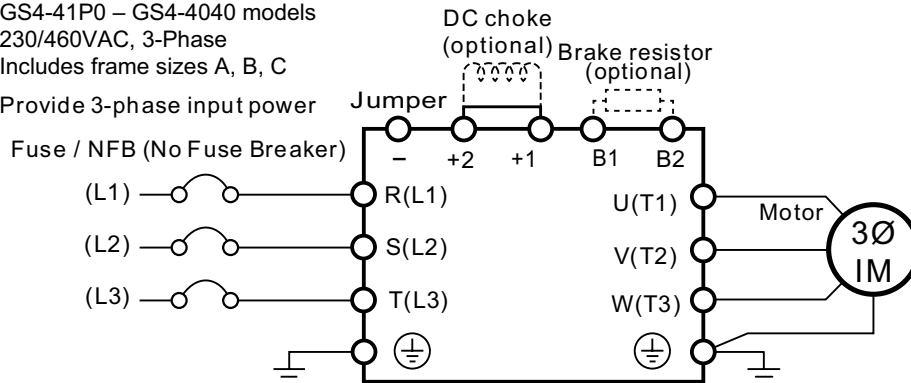 GS4-41P0 – GS4-4040 models
230/460VAC, 3-Phase
Includes frame sizes A, B, C
Provide 3-phase input power
Fuse / NFB (No Fuse Breaker)
DC choke
(optional)
Brake resistor
(optional)
Jumper
– +2 +1 B1 B2
(L1) R(L1) U(T1)
(L2) S(L2) V(T2)
(L3) T(L3) W(T3)
Motor
3Ø
IM